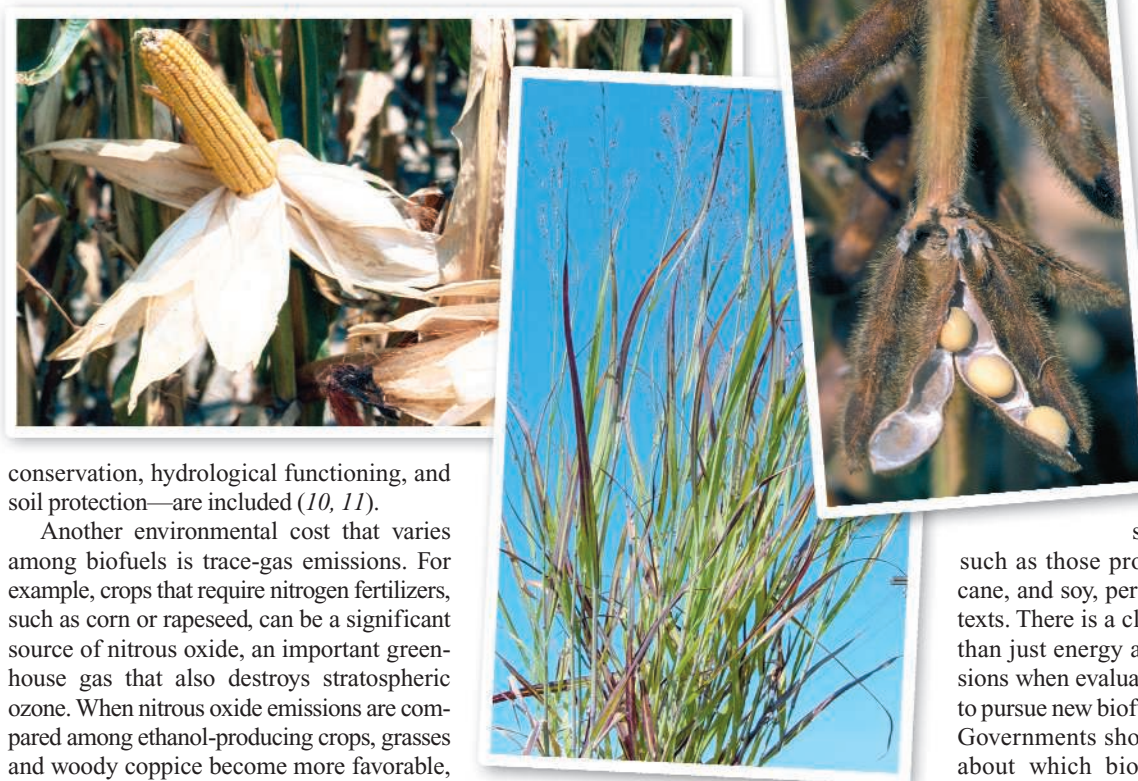 conservation, hydrological functioning, and
soil protection—are included (10, 11).
Another environmental cost that varies
among biofuels is trace-gas emissions. For
example, crops that require nitrogen fertilizers,
such as corn or rapeseed, can be a significant
source of nitrous oxide, an important green-
house gas that also destroys stratospheric
ozone. When nitrous oxide emissions are com-
pared among ethanol-producing crops, grasses
and woody coppice become more favorable,
such as those pro
cane, and soy, per
texts. There is a cl
than just energy a
sions when evalua
to pursue new biof
Governments sho
about which bio